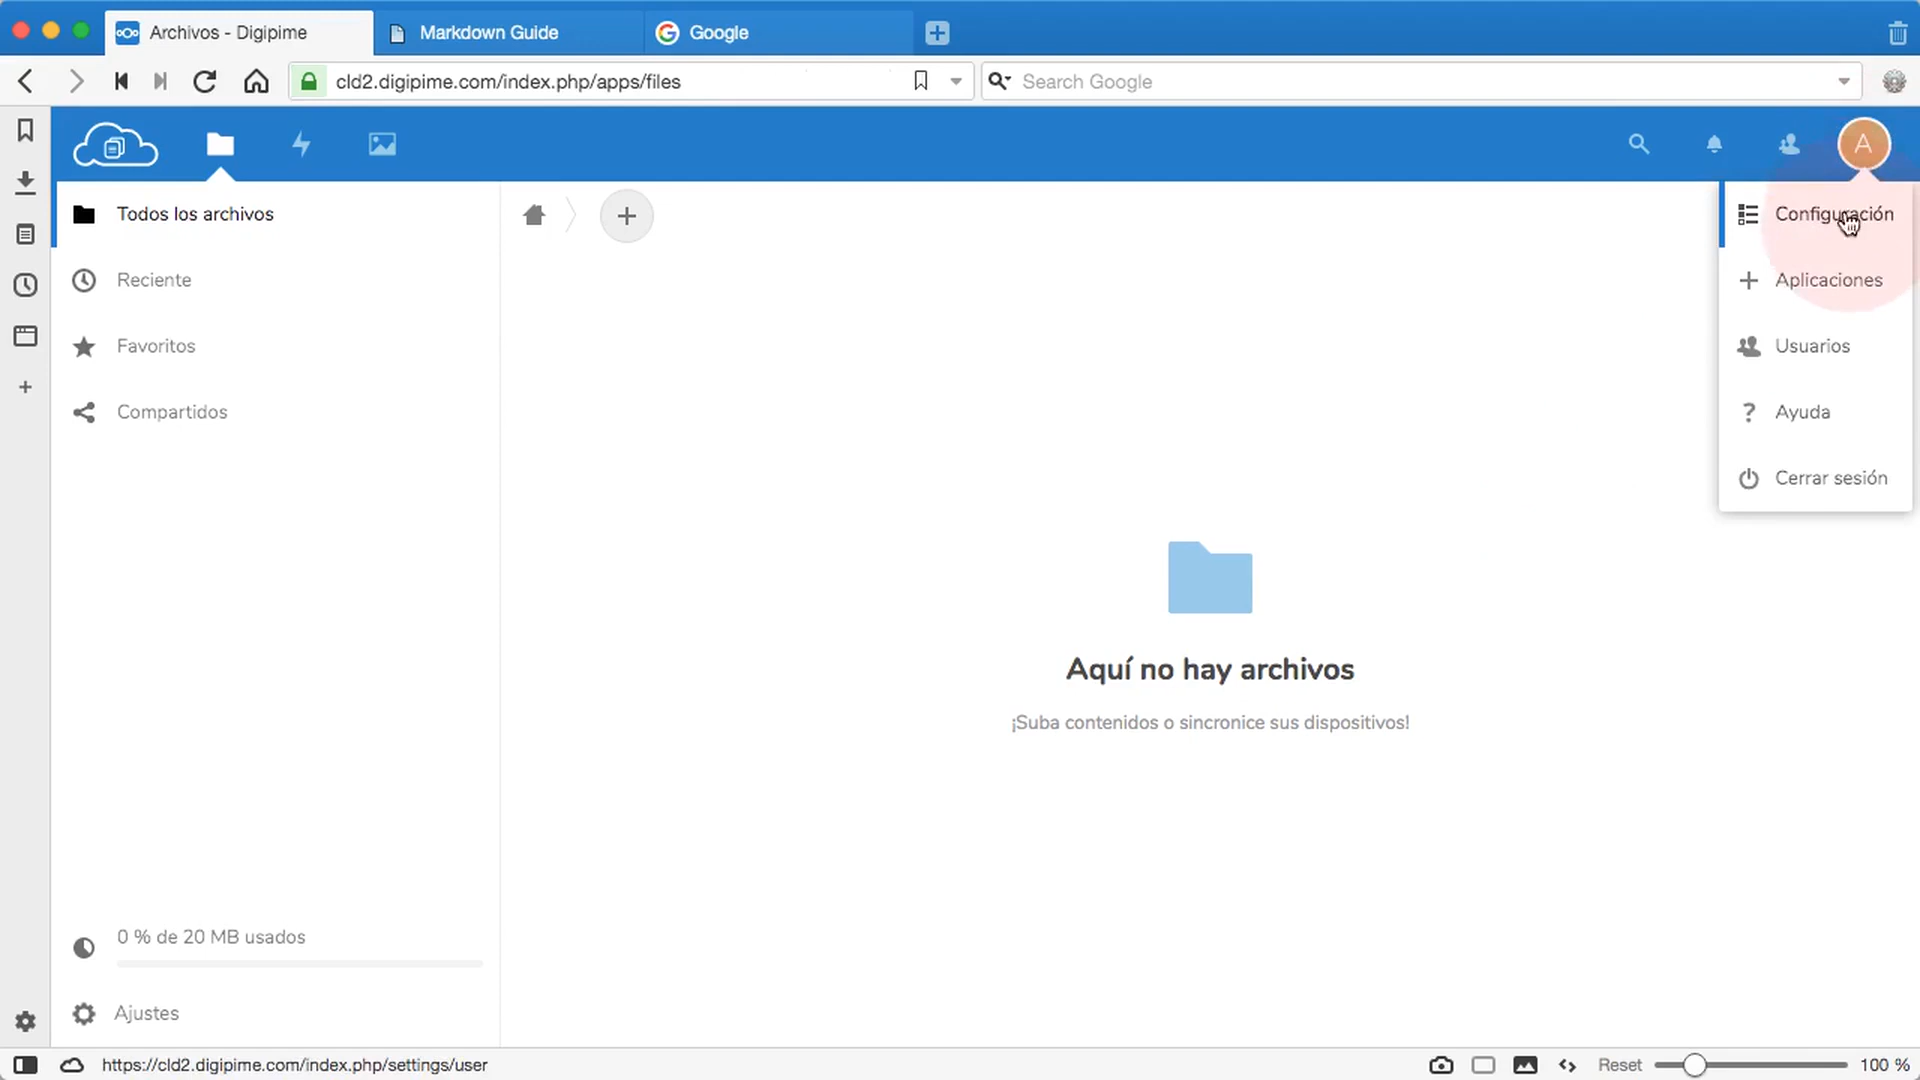 Archivos - Digipime
Markdown Guide
Google
cld2.digipime.com/index.php/apps/files
Search Google
A
Todos los archivos
Reciente
Favoritos
Compartidos
Configuración
Aplicaciones
Usuarios
Ayuda
Cerrar sesión
Aquí no hay archivos
¡Suba contenidos o sincronice sus dispositivos!
0 % de 20 MB usados
Ajustes
https://cld2.digipime.com/index.php/settings/user
Reset
100 %